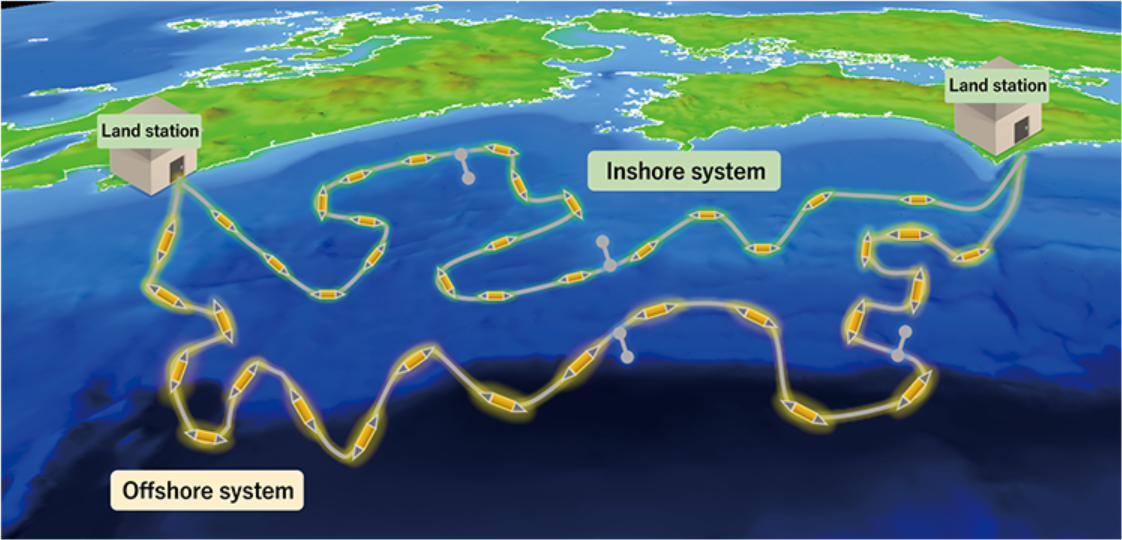 Land station
Land station
Inshore system
Offshore system